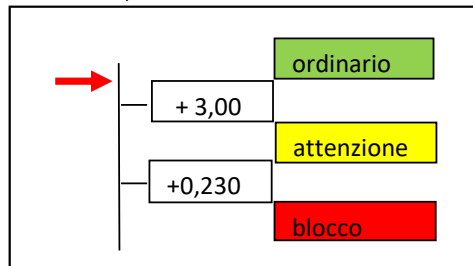 ordinario
+ 3,00
attenzione
+0,230
blocco